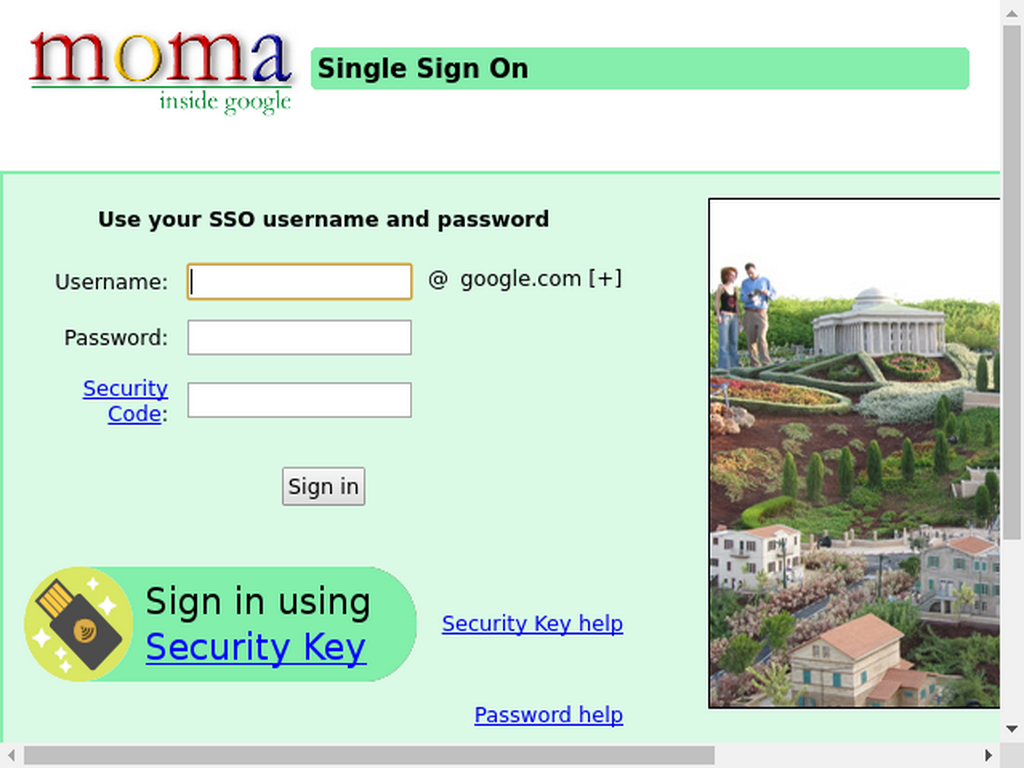 moma
inside google
Single Sign On
Use your SSO username and password
Username:
@ google.com [+]
Password:
Security
Code:
Sign in
Sign in using
Security Key
Security Key help
Password help